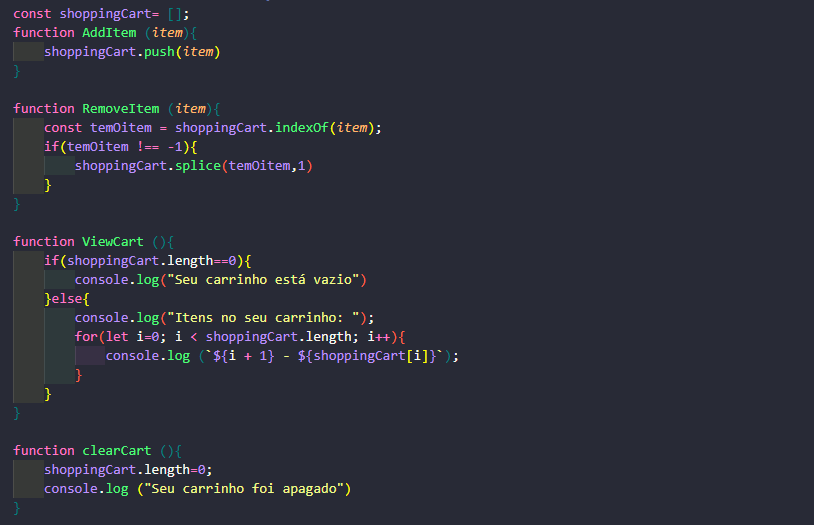 const shoppingCart= [];
function AddItem (item){
    shoppingCart.push(item)
}

function RemoveItem (item){
    const temOitem = shoppingCart.indexOf(item);
    if(temOitem !== -1){
        shoppingCart.splice(temOitem,1)
    }
}

function ViewCart (){
    if(shoppingCart.length==0){
        console.log("Seu carrinho está vazio")
    }else{
        console.log("Itens no seu carrinho: ");
        for(let i=0; i < shoppingCart.length; i++){
            console.log (`${i + 1} - ${shoppingCart[i]}`);
        }
    }
}

function clearCart (){
    shoppingCart.length=0;
    console.log ("Seu carrinho foi apagado")
}